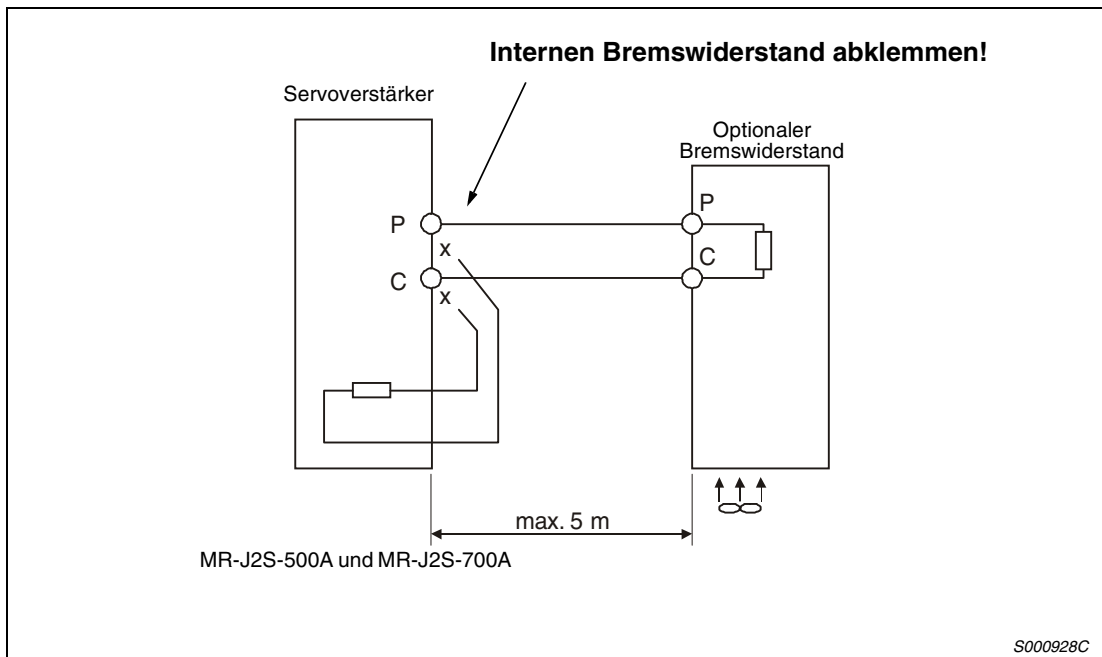 Internen Bremswiderstand abklemmen!
Servoverstärker
Optionaler
Bremswiderstand
P
P
x
C
C
x
max. 5 m
MR-J2S-500A und MR-J2S-700A
S000928C